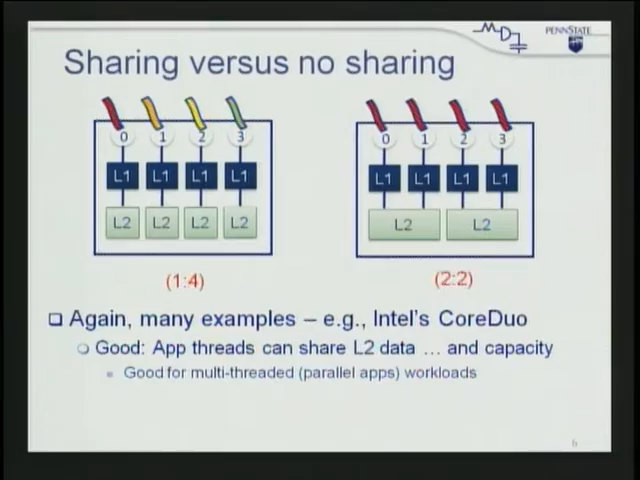 PENNSTATE
Sharing versus no sharing
0 1 2 3
L1 L1 L1 L1
L2 L2 L2 L2
(1:4)
0 1 2 3
L1 L1 L1 L1
L2 L2
(2:2)
Again, many examples – e.g., Intel's CoreDuo
Good: App threads can share L2 data … and capacity
Good for multi-threaded (parallel apps) workloads
6